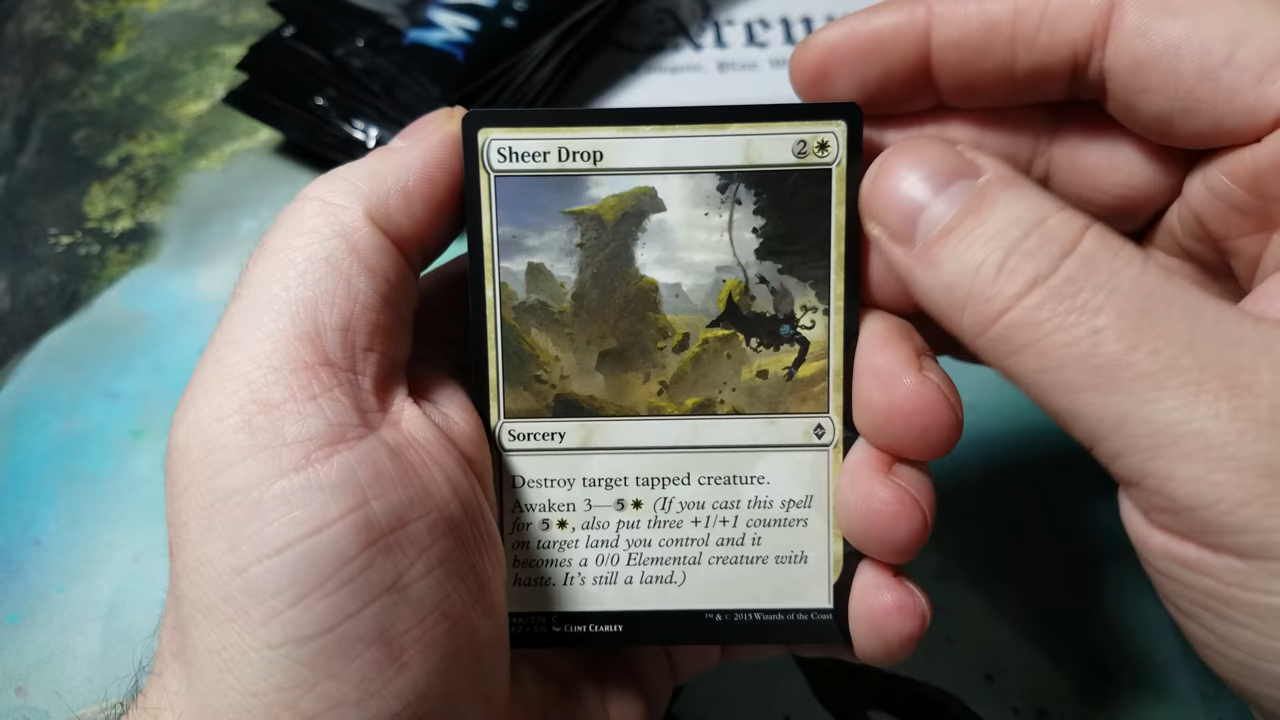 Sheer Drop 2
Sorcery
Destroy target tapped creature.
Awaken 3—5 (If you cast this spell
for 5, also put three +1/+1 counters
on target land you control and it
becomes a 0/0 Elemental creature with
haste. It's still a land.)
™ & © 2015 Wizards of the Coast
EN CLINT CEARLEY